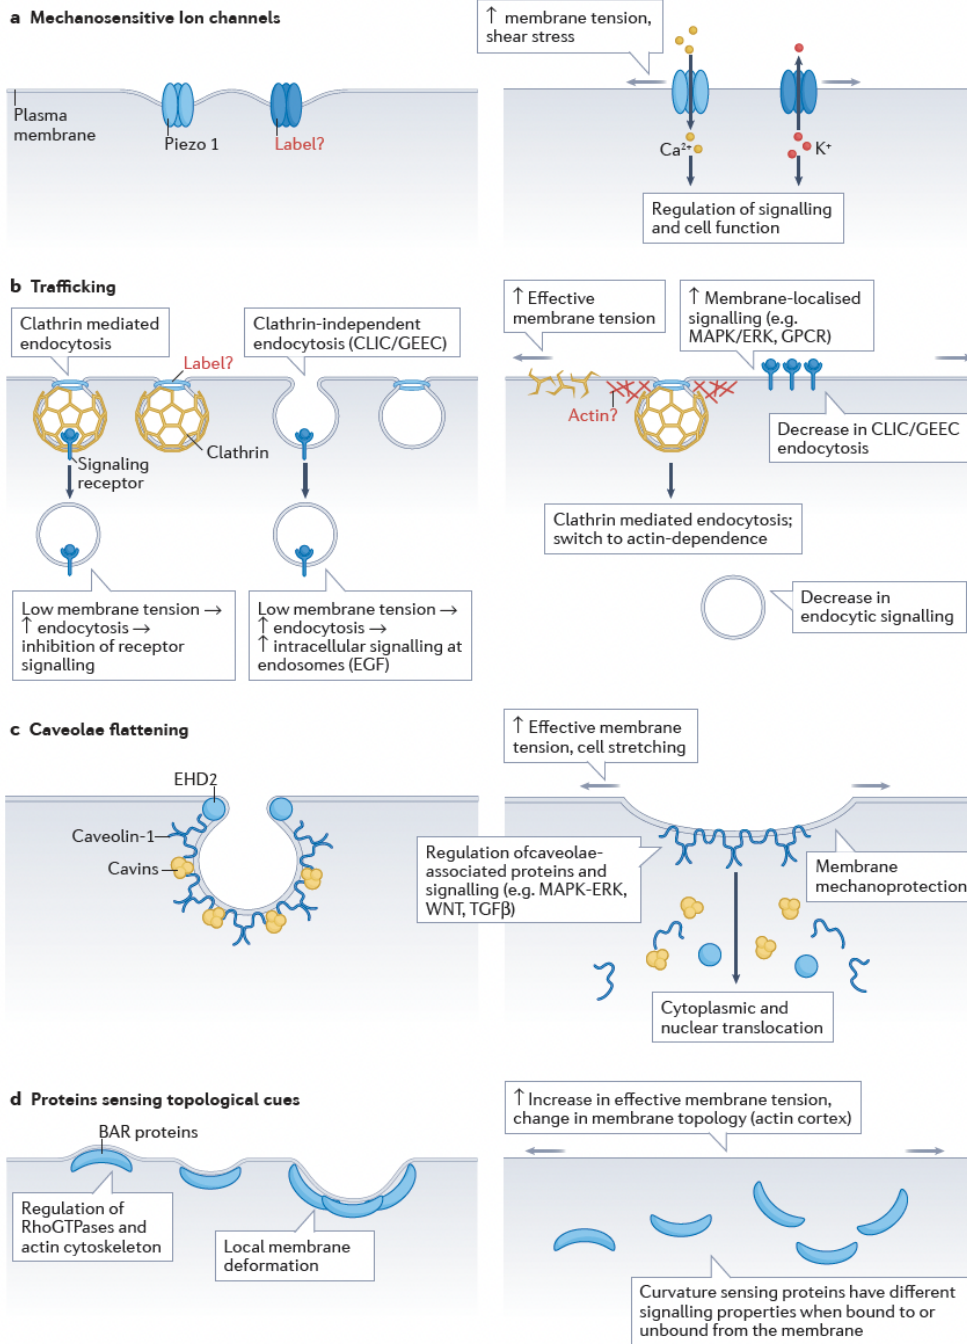 a Mechanosensitive Ion channels
Plasma
membrane
Piezo 1
Label?
↑ membrane tension,
shear stress
Ca²⁺
K⁺
Regulation of signalling
and cell function
b Trafficking
Clathrin mediated
endocytosis
Clathrin-independent
endocytosis (CLIC/GEEC)
Label?
Clathrin
Signaling
receptor
Low membrane tension →
↑ endocytosis →
inhibition of receptor
signalling
Low membrane tension →
↑ endocytosis →
↑ intracellular signalling at
endosomes (EGF)
↑ Effective
membrane tension
↑ Membrane-localised
signalling (e.g.
MAPK/ERK, GPCR)
Actin?
Decrease in CLIC/GEEC
endocytosis
Clathrin mediated endocytosis;
switch to actin-dependence
Decrease in
endocytic signalling
c Caveolae flattening
EHD2
Caveolin-1
Cavins
↑ Effective membrane
tension, cell stretching
Regulation ofcaveolae-
associated proteins and
signalling (e.g. MAPK-ERK,
WNT, TGFβ)
Membrane
mechanoprotection
Cytoplasmic and
nuclear translocation
d Proteins sensing topological cues
BAR proteins
Regulation of
RhoGTPases and
actin cytoskeleton
Local membrane
deformation
↑ Increase in effective membrane tension,
change in membrane topology (actin cortex)
Curvature sensing proteins have different
signalling properties when bound to or
unbound from the membrane